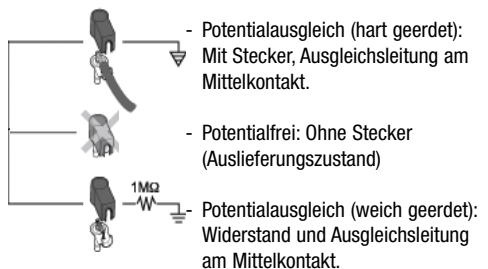 - Potentialausgleich (hart geerdet):
Mit Stecker, Ausgleichsleitung am
Mittelkontakt.
- Potentialfrei: Ohne Stecker
(Auslieferungszustand)
1MΩ
- Potentialausgleich (weich geerdet):
Widerstand und Ausgleichsleitung
am Mittelkontakt.